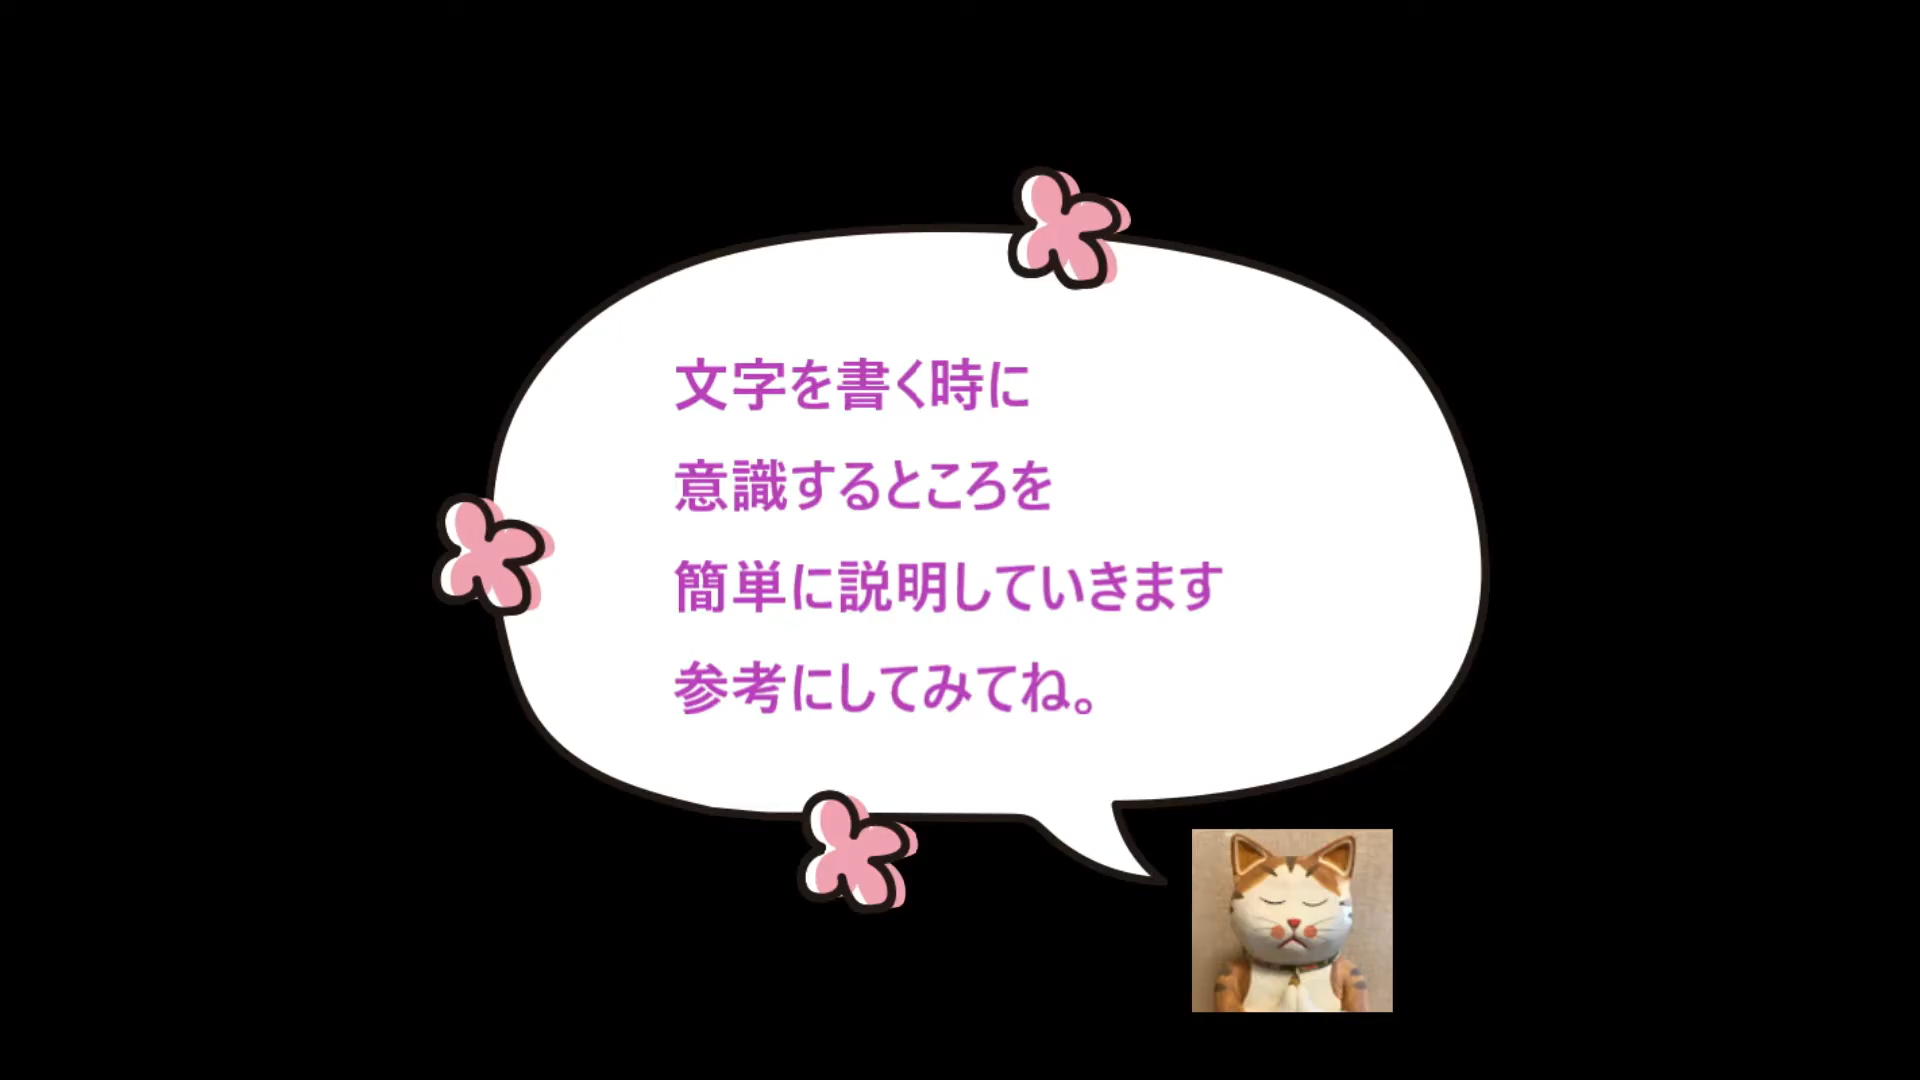 文字を書く時に
意識するところを
簡単に説明していきます
参考にしてみてね。